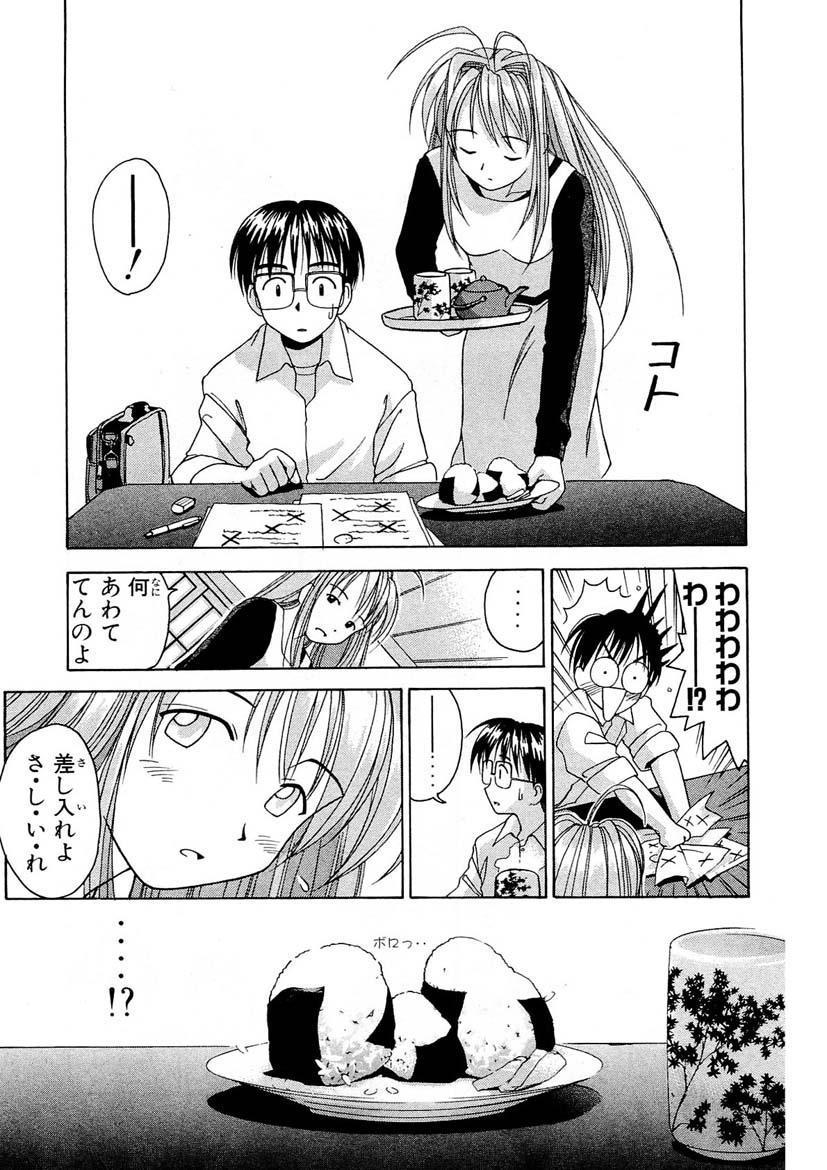 ——！
コト
わわわわわ
わ——!?
・・・
何
あわて
てんのよ
———
差し入れよ
さ・し・い・れ
・・・・!?
ボロっ‥